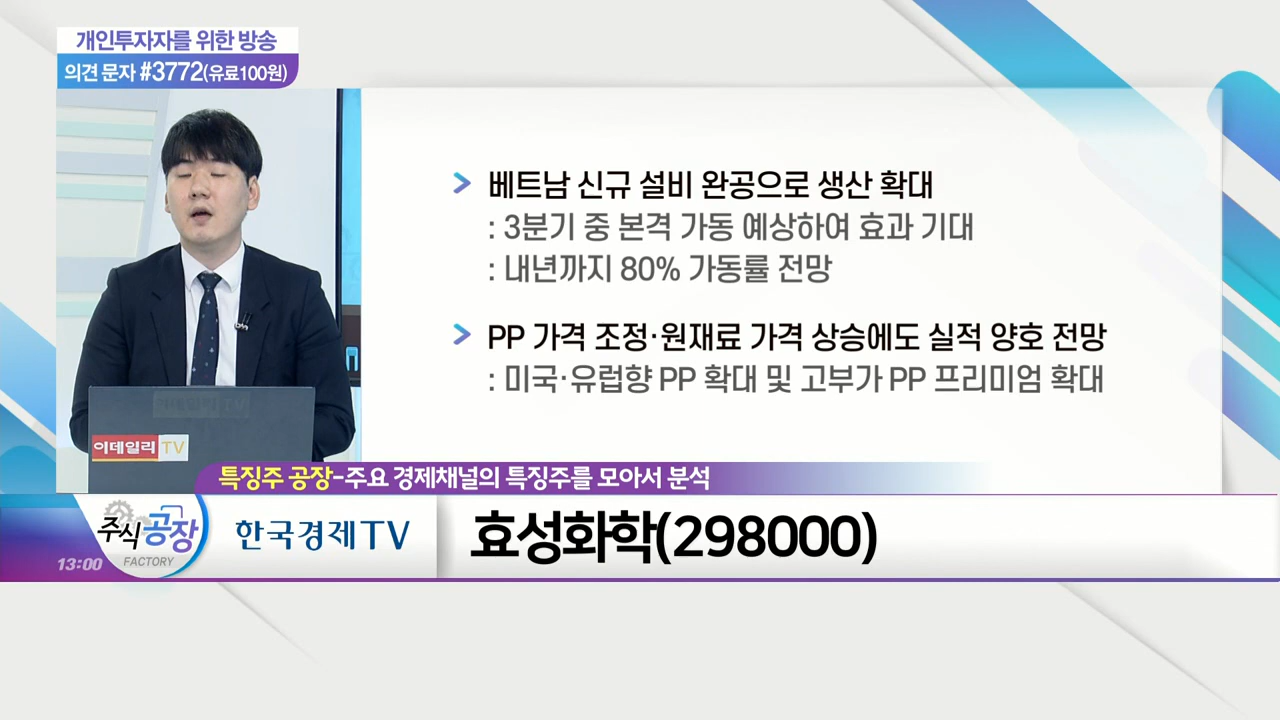 개인투자자를 위한 방송
의견 문자 #3772(유료100원)
> 베트남 신규 설비 완공으로 생산 확대
: 3분기 중 본격 가동 예상하여 효과 기대
: 내년까지 80% 가동률 전망
> PP 가격 조정·원재료 가격 상승에도 실적 양호 전망
: 미국·유럽향 PP 확대 및 고부가 PP 프리미엄 확대
이데일리 TV
이데일리 TV
특징주 공장-주요 경제채널의 특징주를 모아서 분석
주식공장
FACTORY
13:00
한국경제TV
효성화학(298000)